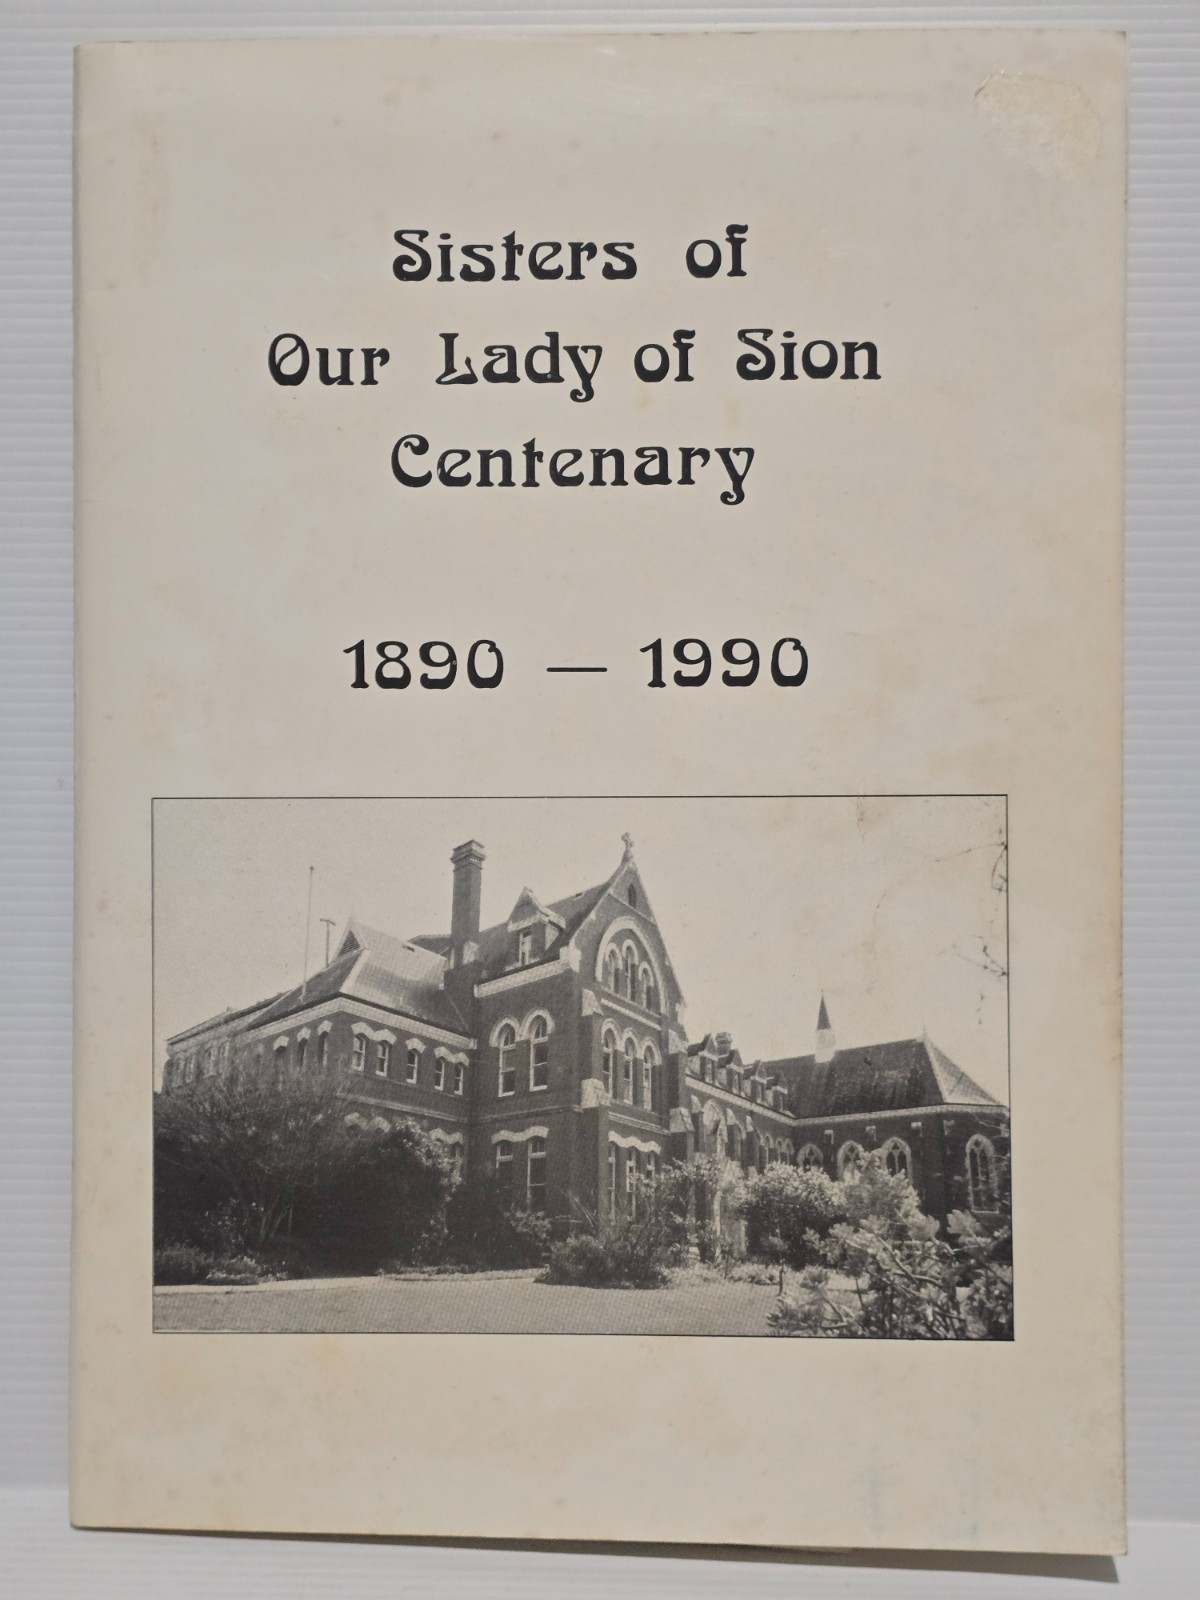 Sisters of
Our Lady of Sion
Centenary
1890 — 1990